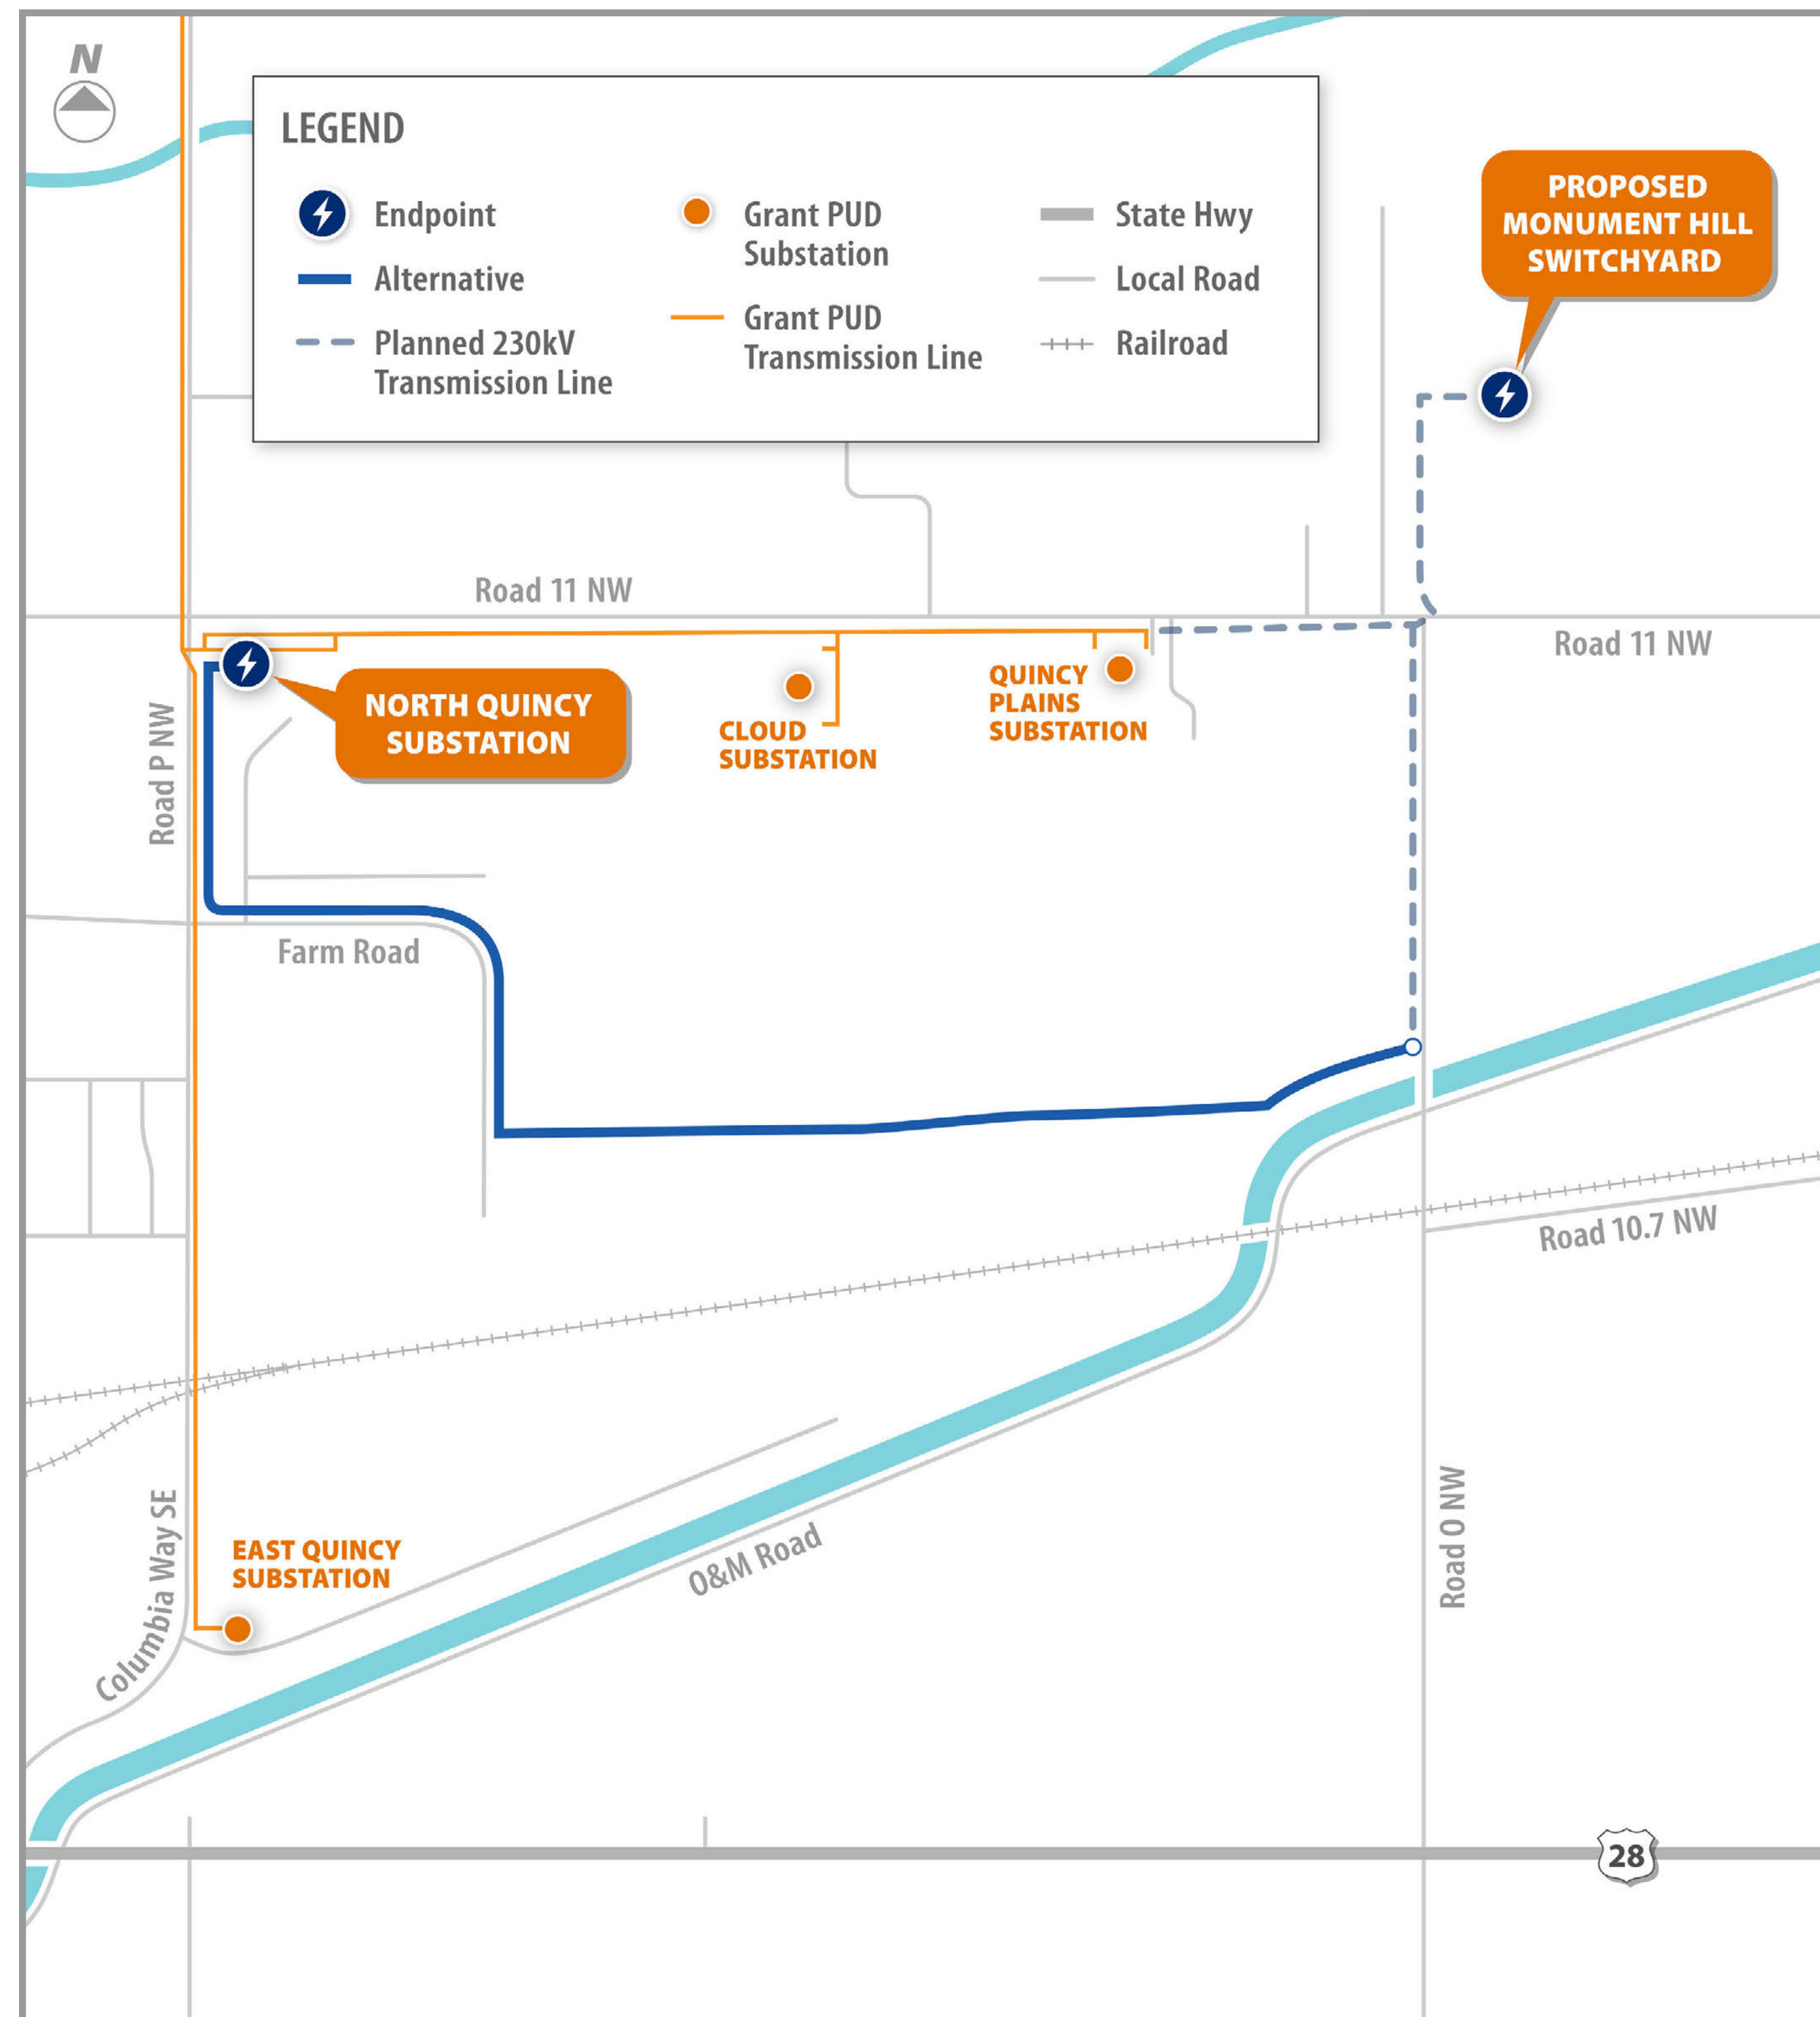 N
LEGEND
Endpoint
Alternative
Planned 230kV
Transmission Line
Grant PUD
Substation
Grant PUD
Transmission Line
State Hwy
Local Road
Railroad
PROPOSED
MONUMENT HILL
SWITCHYARD
Road 11 NW
Road 11 NW
NORTH QUINCY
SUBSTATION
CLOUD
SUBSTATION
QUINCY
PLAINS
SUBSTATION
Road P NW
Farm Road
Road 10.7 NW
Columbia Way SE
EAST QUINCY
SUBSTATION
O&M Road
Road O NW
28